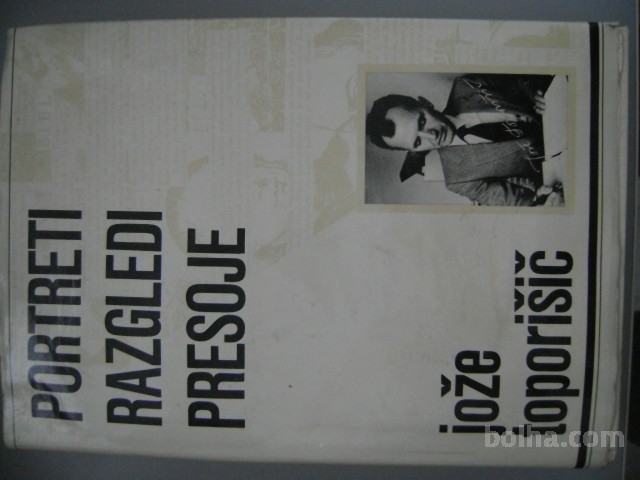 PORTRETI
RAZGLEDI
PRESOJE
jože
toporišič
bolha.com